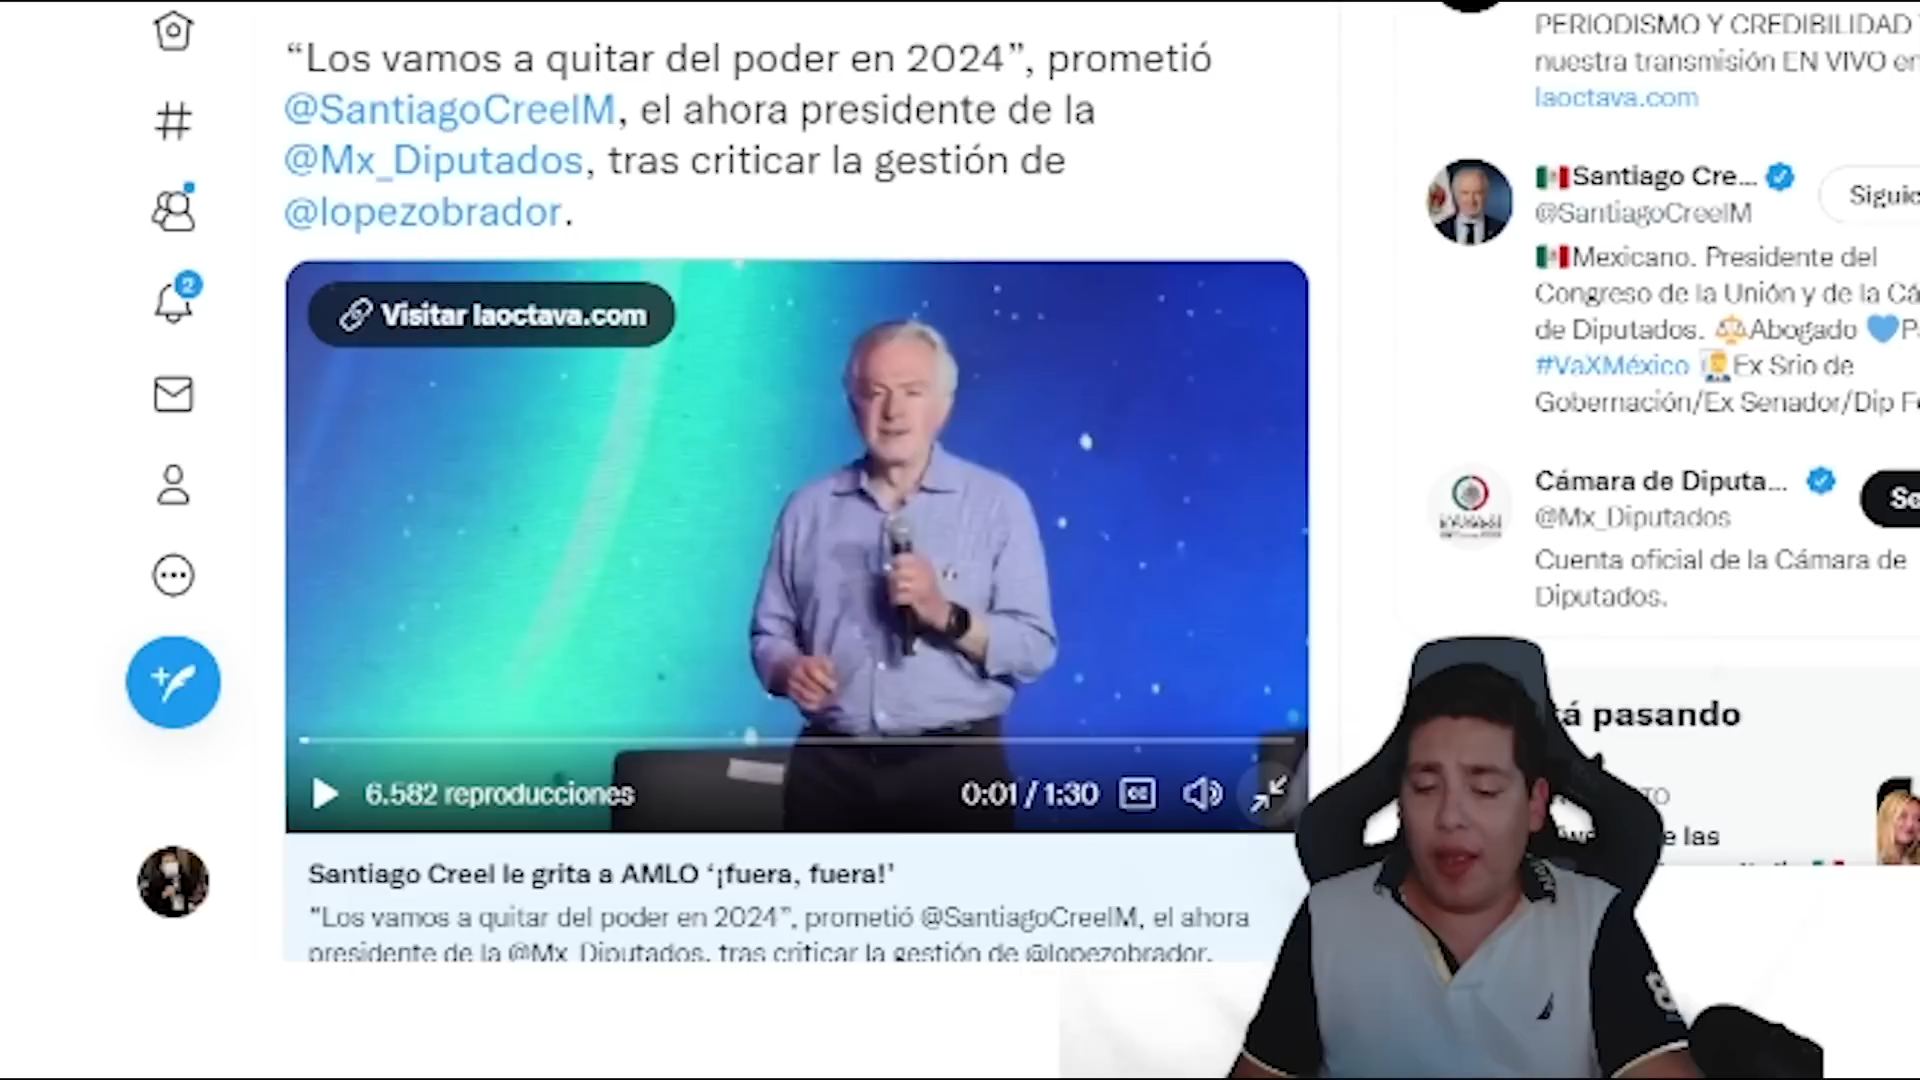 “Los vamos a quitar del poder en 2024”, prometió
@SantiagoCreelM, el ahora presidente de la
@Mx_Diputados, tras criticar la gestión de
@lopezobrador.
Visitar laoctava.com
6.582 reproducciones
0:01 / 1:30
cc
Santiago Creel le grita a AMLO ‘¡fuera, fuera!’
“Los vamos a quitar del poder en 2024”, prometió @SantiagoCreelM, el ahora
presidente de la @Mx_Diputados, tras criticar la gestión de @lopezobrador.
2
PERIODISMO Y CREDIBILIDAD
nuestra transmisión EN VIVO en
laoctava.com
Santiago Cre...
@SantiagoCreelM
Mexicano. Presidente del
Congreso de la Unión y de la Cá
de Diputados. Abogado
#VaXMéxico Ex Srio de
Gobernación/Ex Senador/Dip
Cámara de Diputa...
@Mx_Diputados
Cuenta oficial de la Cámara de
Diputados.
pasando
las